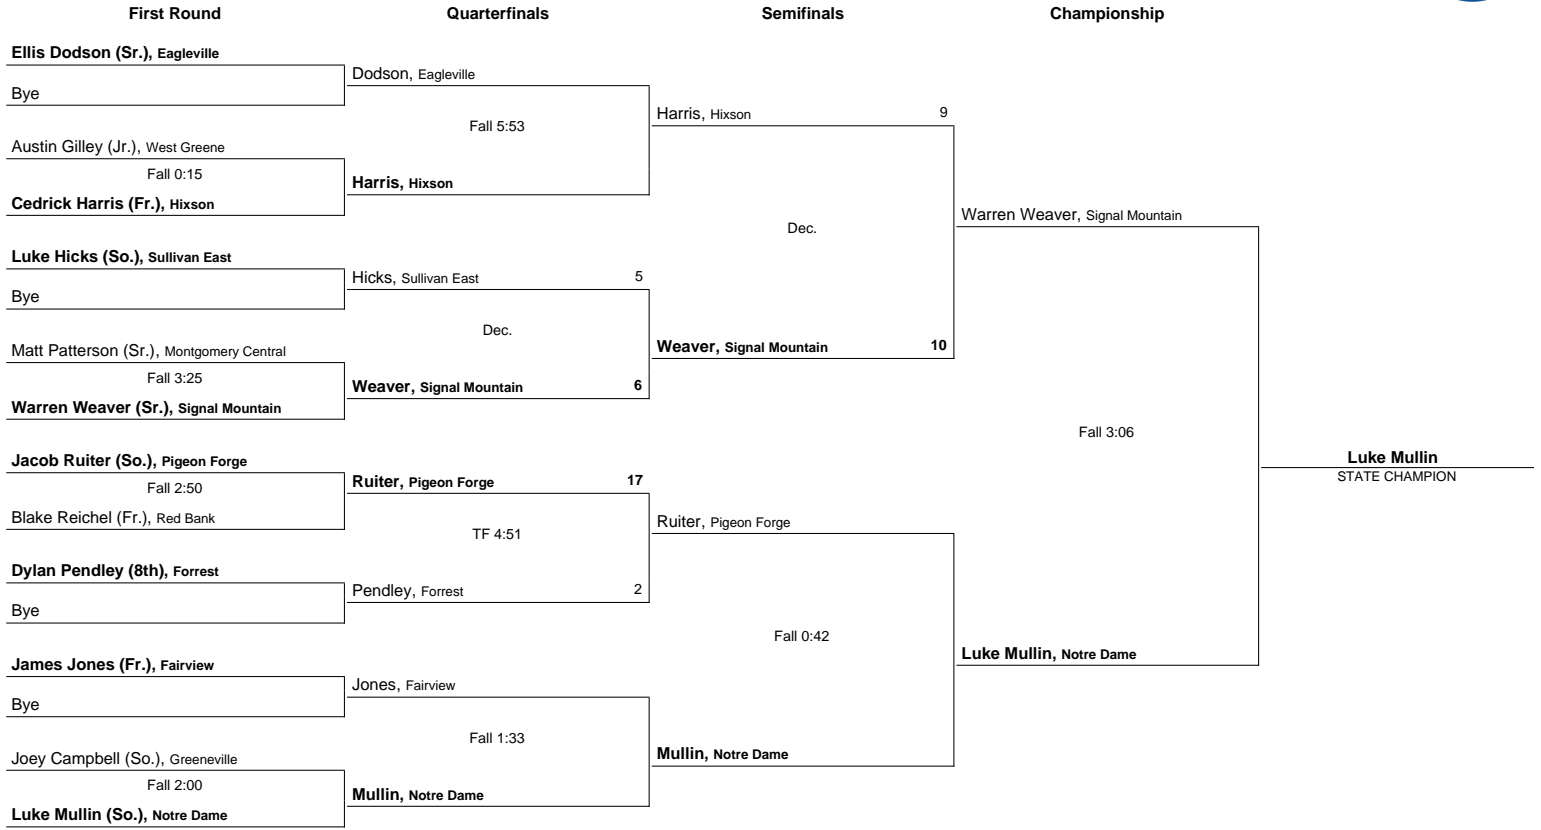 First Round
Quarterfinals
Semifinals
Championship
Ellis Dodson (Sr.), Eagleville
Bye
Austin Gilley (Jr.), West Greene
Fall 0:15
Cedrick Harris (Fr.), Hixson
Luke Hicks (So.), Sullivan East
Bye
Matt Patterson (Sr.), Montgomery Central
Fall 3:25
Warren Weaver (Sr.), Signal Mountain
Jacob Ruiter (So.), Pigeon Forge
Fall 2:50
Blake Reichel (Fr.), Red Bank
Dylan Pendley (8th), Forrest
Bye
James Jones (Fr.), Fairview
Bye
Joey Campbell (So.), Greeneville
Fall 2:00
Luke Mullin (So.), Notre Dame
Dodson, Eagleville
Fall 5:53
Harris, Hixson
Hicks, Sullivan East 5
Dec.
Weaver, Signal Mountain 6
Ruiter, Pigeon Forge 17
TF 4:51
Pendley, Forrest 2
Jones, Fairview
Fall 1:33
Mullin, Notre Dame
Harris, Hixson 9
Dec.
Weaver, Signal Mountain 10
Ruiter, Pigeon Forge
Fall 0:42
Mullin, Notre Dame
Warren Weaver, Signal Mountain
Fall 3:06
Luke Mullin, Notre Dame
Luke Mullin
STATE CHAMPION